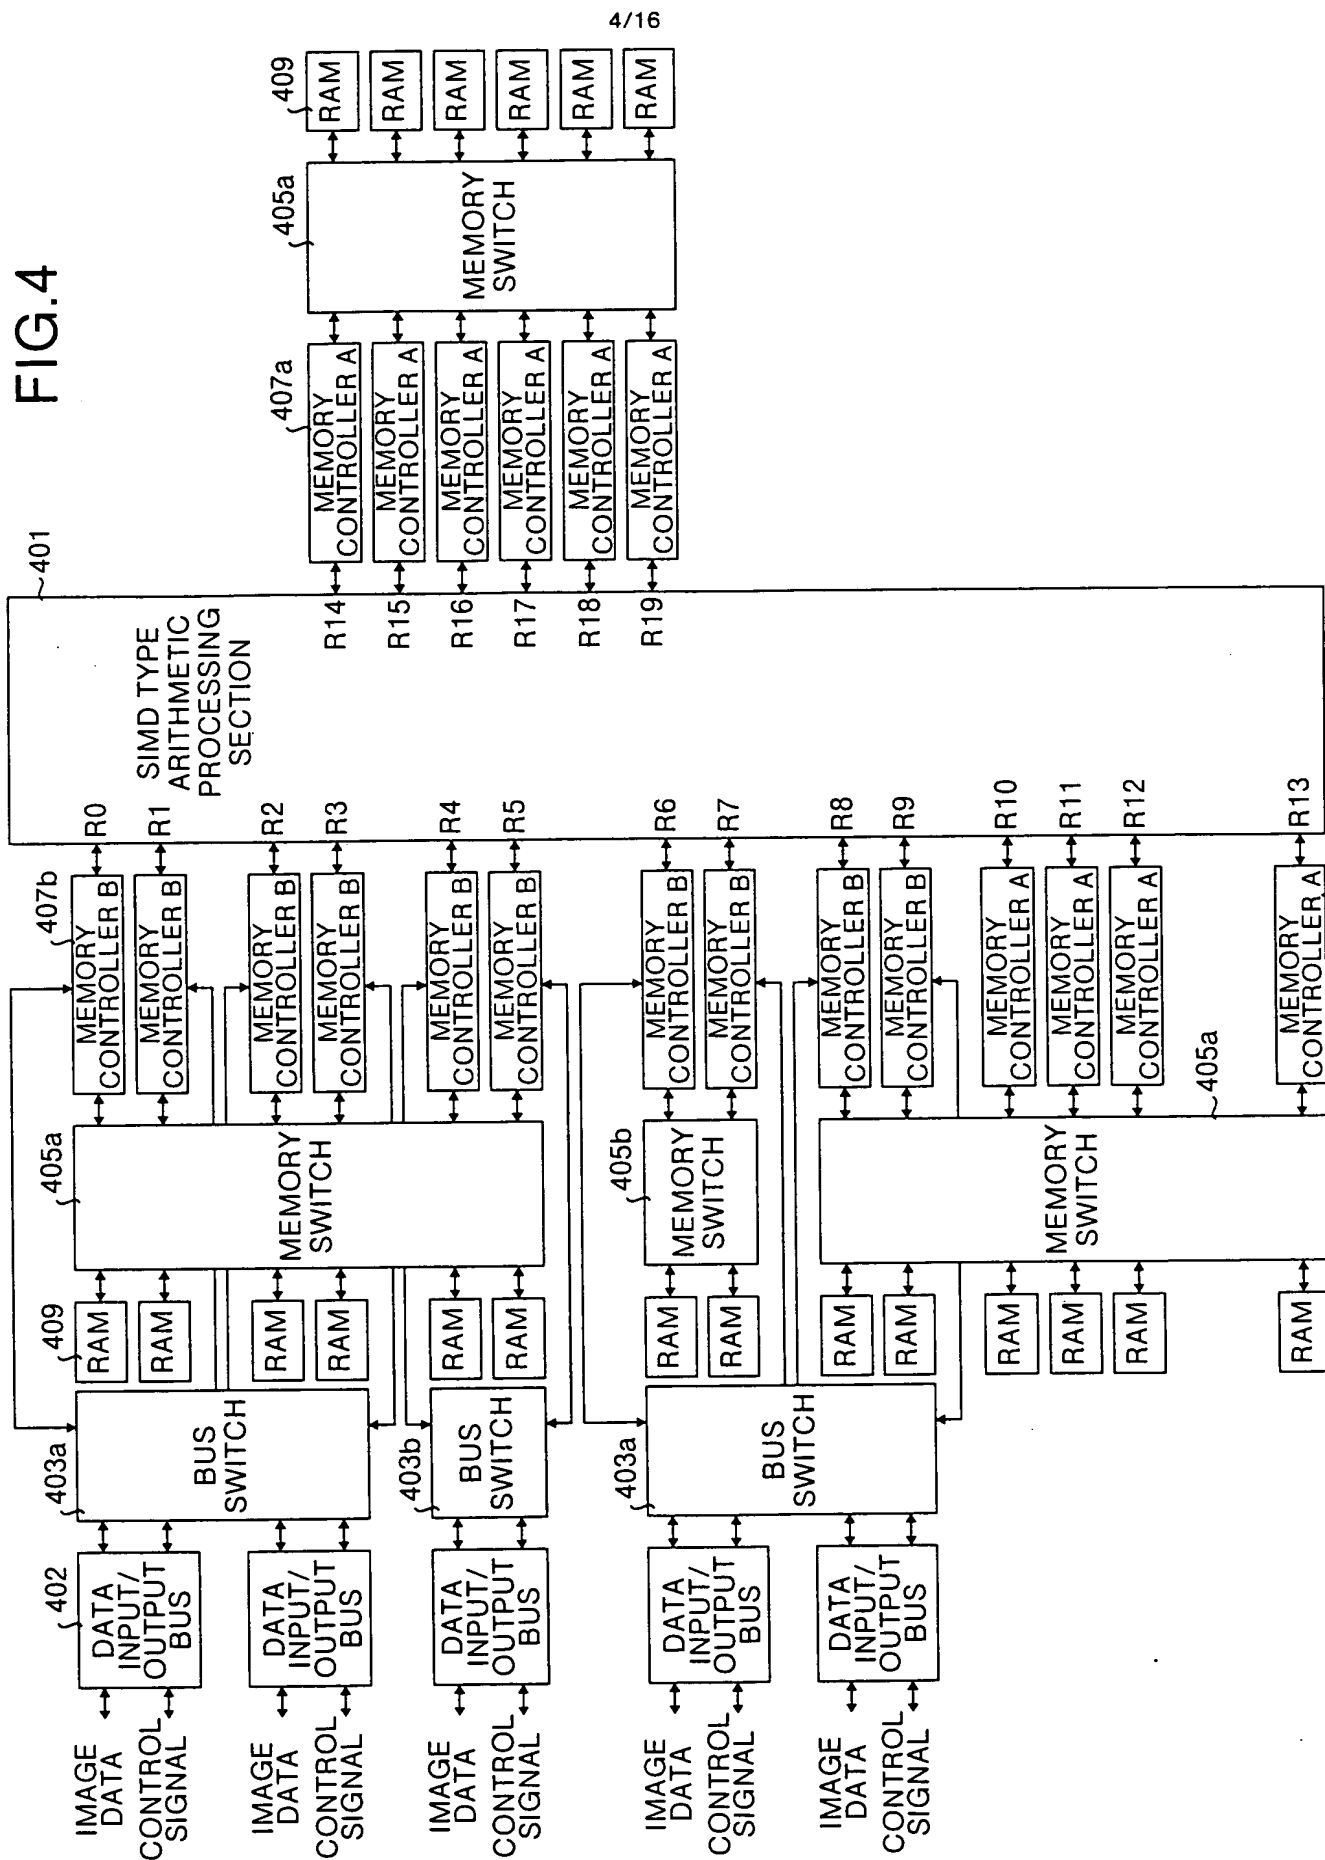 4/16
FIG.4
401
SIMD TYPE
ARITHMETIC
PROCESSING
SECTION
R0
R1
R2
R3
R4
R5
R6
R7
R8
R9
R10
R11
R12
R13
R14
R15
R16
R17
R18
R19
407a
MEMORY
CONTROLLER A
MEMORY
CONTROLLER A
MEMORY
CONTROLLER A
MEMORY
CONTROLLER A
MEMORY
CONTROLLER A
MEMORY
CONTROLLER A
405a
MEMORY
SWITCH
409
RAM
RAM
RAM
RAM
RAM
RAM
407b
MEMORY
CONTROLLER B
MEMORY
CONTROLLER B
MEMORY
CONTROLLER B
MEMORY
CONTROLLER B
MEMORY
CONTROLLER B
MEMORY
CONTROLLER B
MEMORY
CONTROLLER B
MEMORY
CONTROLLER B
MEMORY
CONTROLLER B
MEMORY
CONTROLLER B
MEMORY
CONTROLLER A
MEMORY
CONTROLLER A
MEMORY
CONTROLLER A
MEMORY
CONTROLLER A
405a
MEMORY
SWITCH
405b
MEMORY
SWITCH
405a
MEMORY
SWITCH
409
RAM
RAM
RAM
RAM
RAM
RAM
RAM
RAM
RAM
RAM
RAM
RAM
RAM
RAM
403a
BUS
SWITCH
403b
BUS
SWITCH
403a
BUS
SWITCH
402
DATA
INPUT/
OUTPUT
BUS
DATA
INPUT/
OUTPUT
BUS
DATA
INPUT/
OUTPUT
BUS
DATA
INPUT/
OUTPUT
BUS
DATA
INPUT/
OUTPUT
BUS
IMAGE
DATA
CONTROL
SIGNAL
IMAGE
DATA
CONTROL
SIGNAL
IMAGE
DATA
CONTROL
SIGNAL
IMAGE
DATA
CONTROL
SIGNAL
IMAGE
DATA
CONTROL
SIGNAL